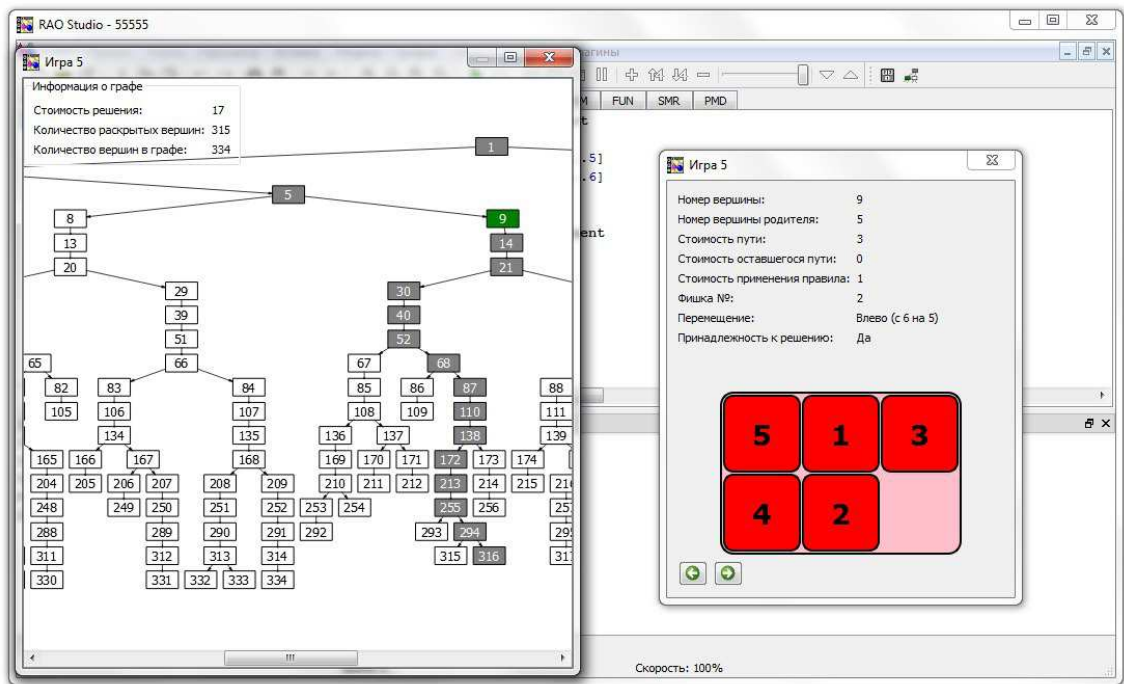 RAO Studio - 55555
Игра 5
Информация о графе
Стоимость решения: 17
Количество раскрытых вершин: 315
Количество вершин в графе: 334
1
5
8 9
13 14
20 21
29 30
39 40
51 52
66 67 68
65 83 84 85 86 87 88
82 106 107 108 109 110 111
105 134 135 136 137 138 139
165 166 167 168 169 170 171 172 173 174
204 205 206 207 208 209 210 211 212 213 214 215
248 249 250 251 252 253 254 255 256
288 289 290 291 292 293 294
311 312 313 314 315 316
330 331 332 333 334
FUN SMR PMD
.5]
.6]
ent
Игра 5
Номер вершины: 9
Номер вершины родителя: 5
Стоимость пути: 3
Стоимость оставшегося пути: 0
Стоимость применения правила: 1
Фишка №: 2
Перемещение: Влево (с 6 на 5)
Принадлежность к решению: Да
5 1 3
4 2
Скорость: 100%